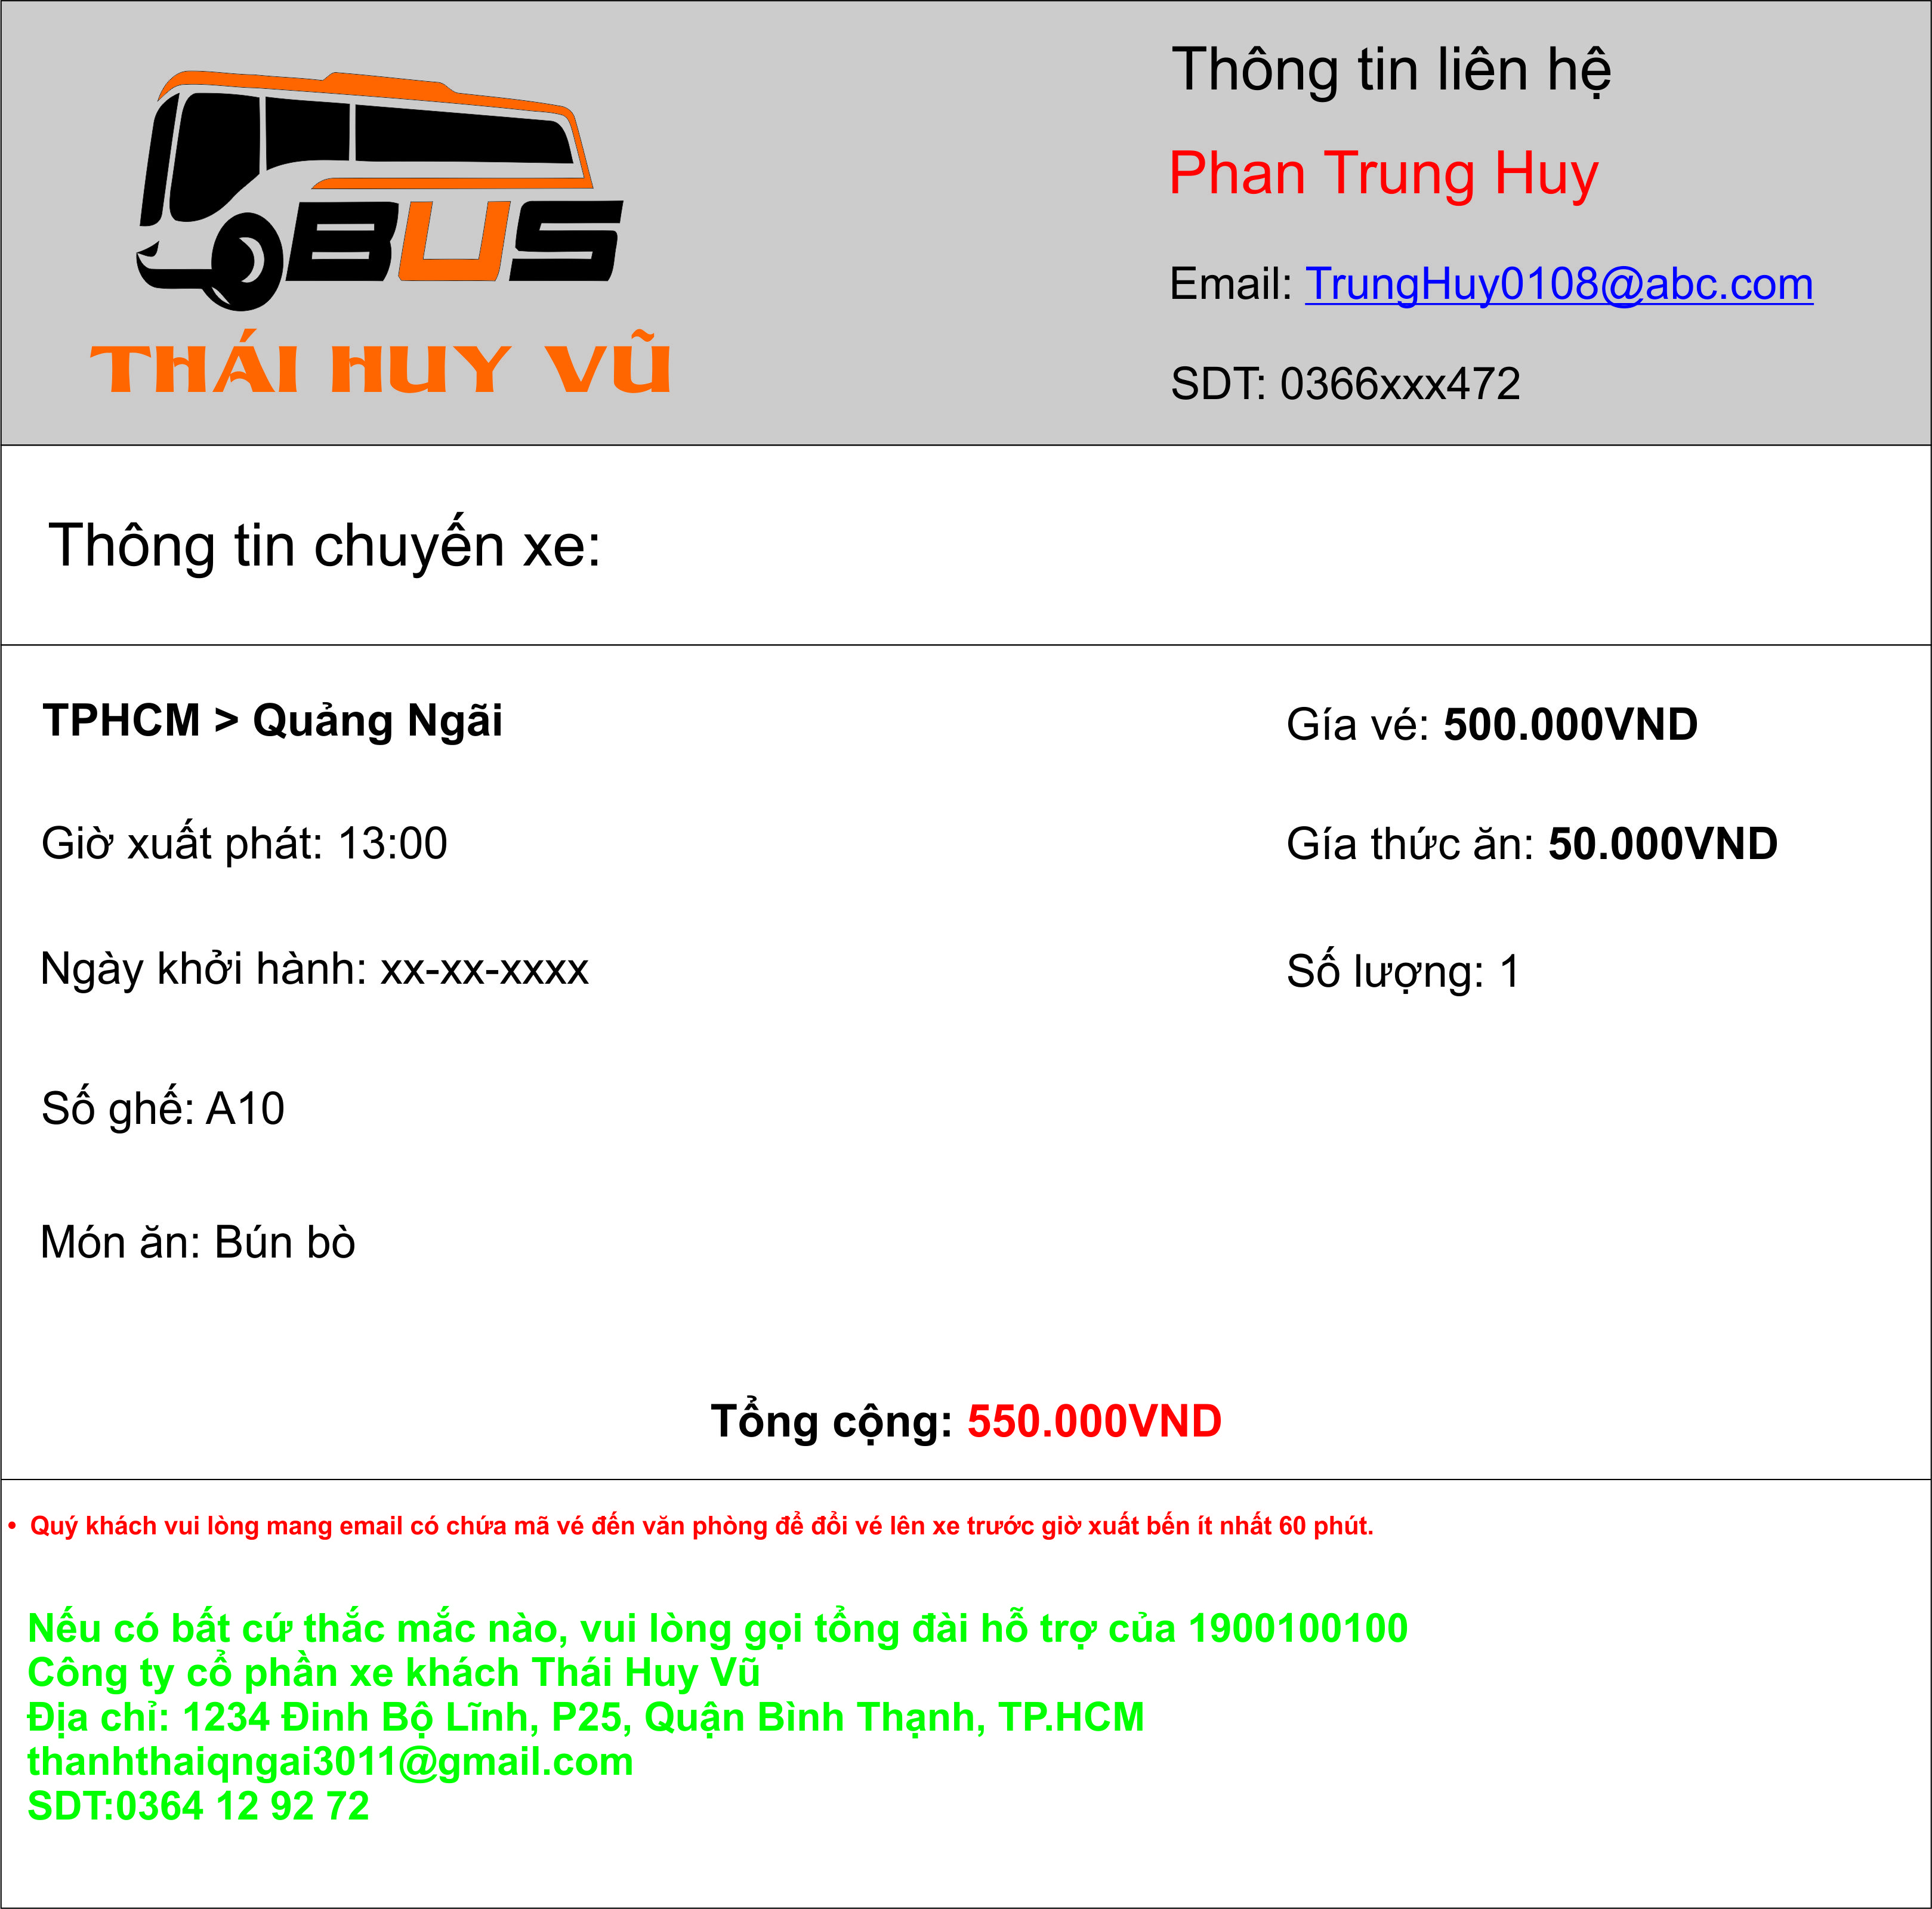 BUS
THÁI HUY VŨ
Thông tin liên hệ
Phan Trung Huy
Email: TrungHuy0108@abc.com
SDT: 0366xxx472
Thông tin chuyến xe:
TPHCM > Quảng Ngãi
Giờ xuất phát: 13:00
Ngày khởi hành: xx-xx-xxxx
Số ghế: A10
Món ăn: Bún bò
Gía vé: 500.000VND
Gía thức ăn: 50.000VND
Số lượng: 1
Tổng cộng: 550.000VND
• Quý khách vui lòng mang email có chứa mã vé đến văn phòng để đổi vé lên xe trước giờ xuất bến ít nhất 60 phút.
Nếu có bất cứ thắc mắc nào, vui lòng gọi tổng đài hỗ trợ của 1900100100
Công ty cổ phần xe khách Thái Huy Vũ
Địa chỉ: 1234 Đinh Bộ Lĩnh, P25, Quận Bình Thạnh, TP.HCM
thanhthaiqngai3011@gmail.com
SDT:0364 12 92 72